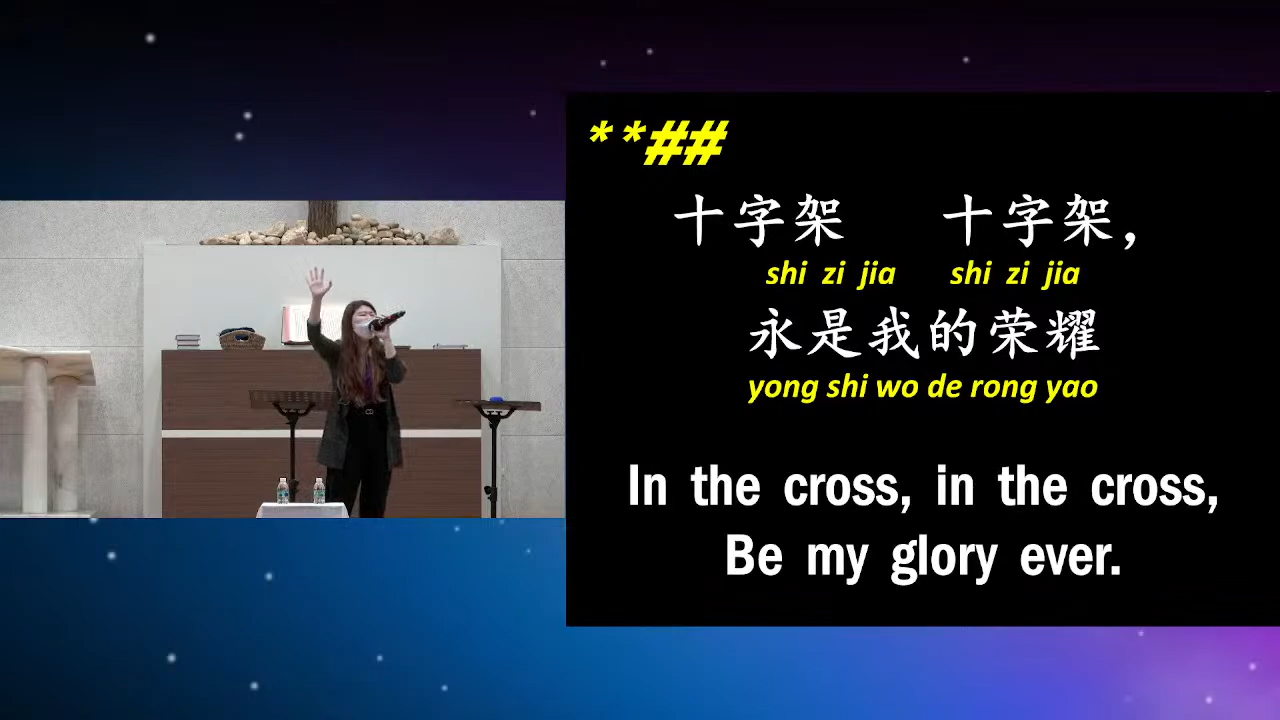 **##
十字架 十字架,
shi zi jia shi zi jia
永是我的荣耀
yong shi wo de rong yao
In the cross, in the cross,
Be my glory ever.